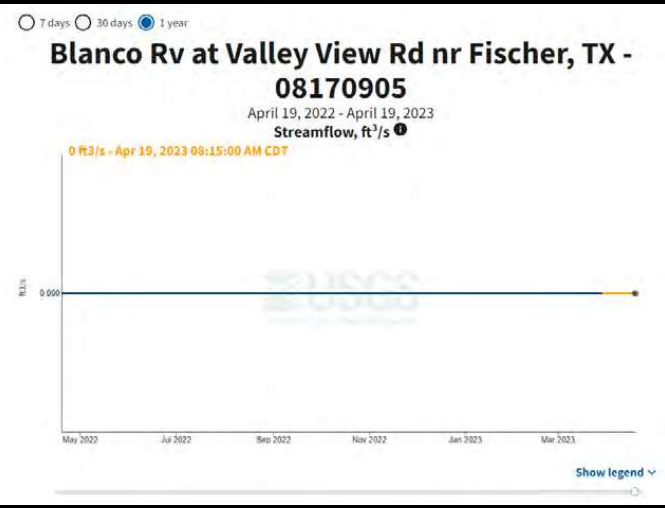 7 days 30 days 1 year
Blanco Rv at Valley View Rd nr Fischer, TX -
08170905
April 19, 2022 - April 19, 2023
Streamflow, ft³/s
0 ft3/s - Apr 19, 2023 08:15:00 AM CDT
ft3/s
0.000
USGS
May 2022 Jul 2022 Sep 2022 Nov 2022 Jan 2023 Mar 2023
Show legend